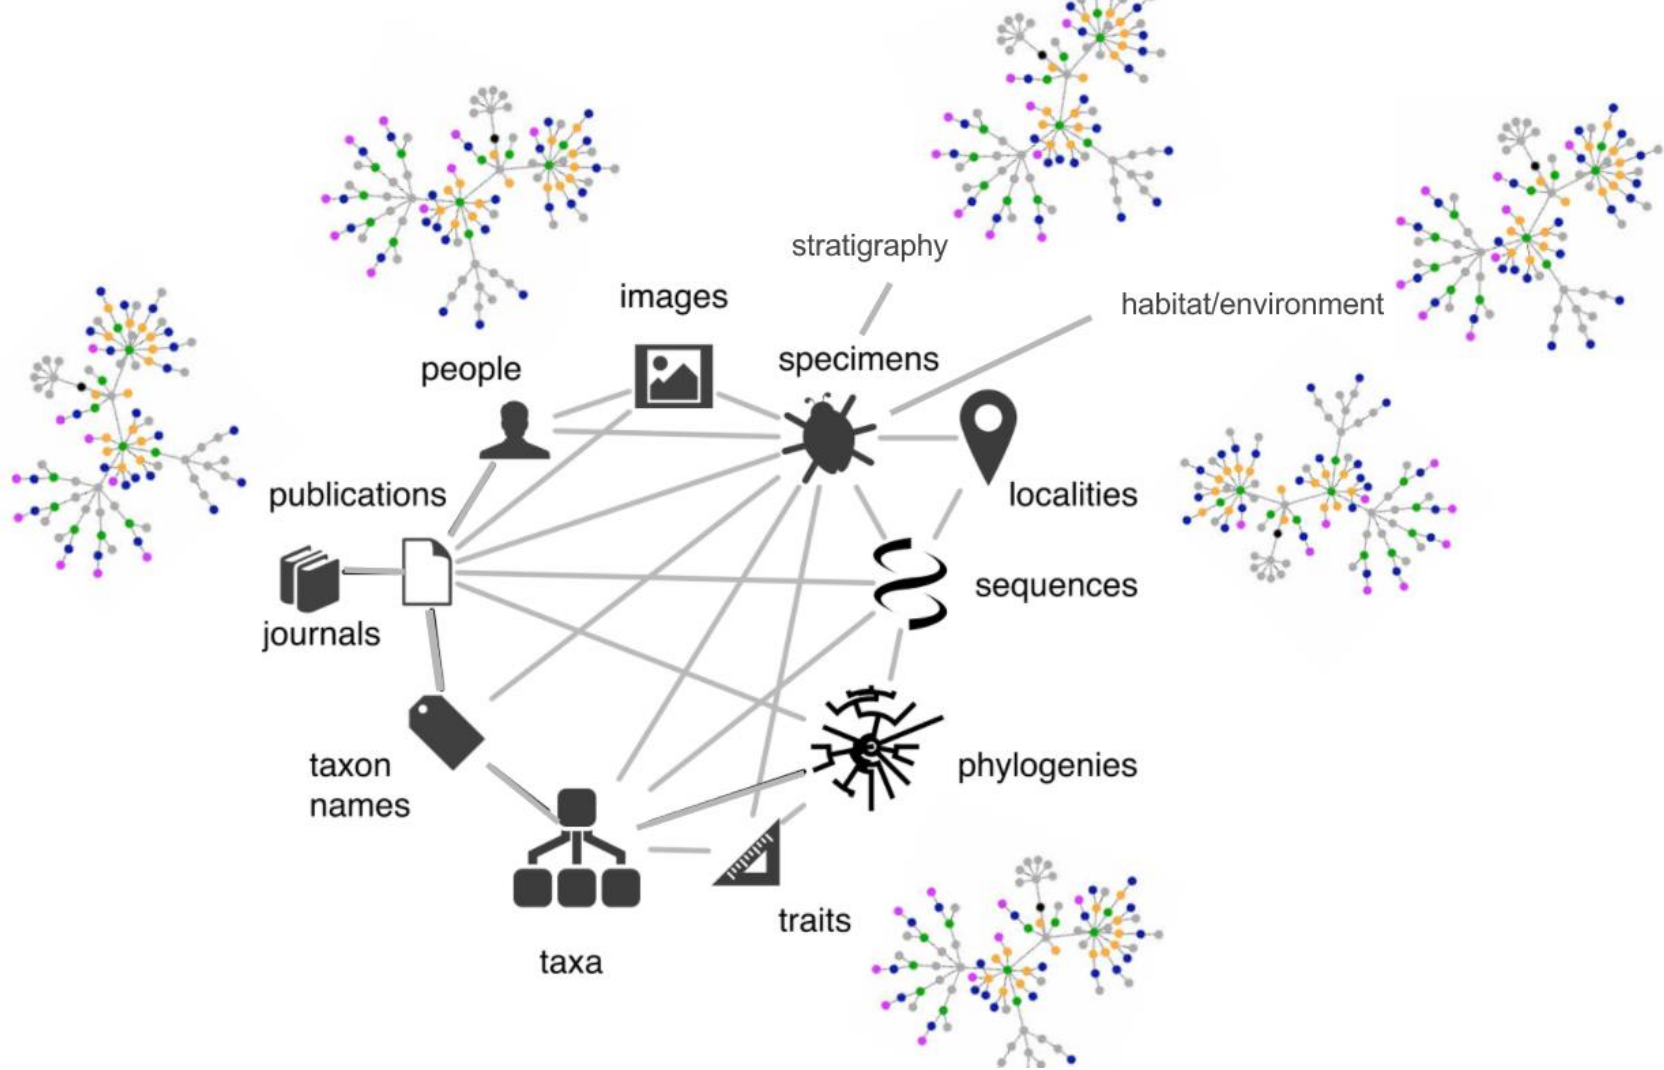 stratigraphy
images
habitat/environment
people
specimens
publications
localities
journals
sequences
taxon
names
phylogenies
traits
taxa